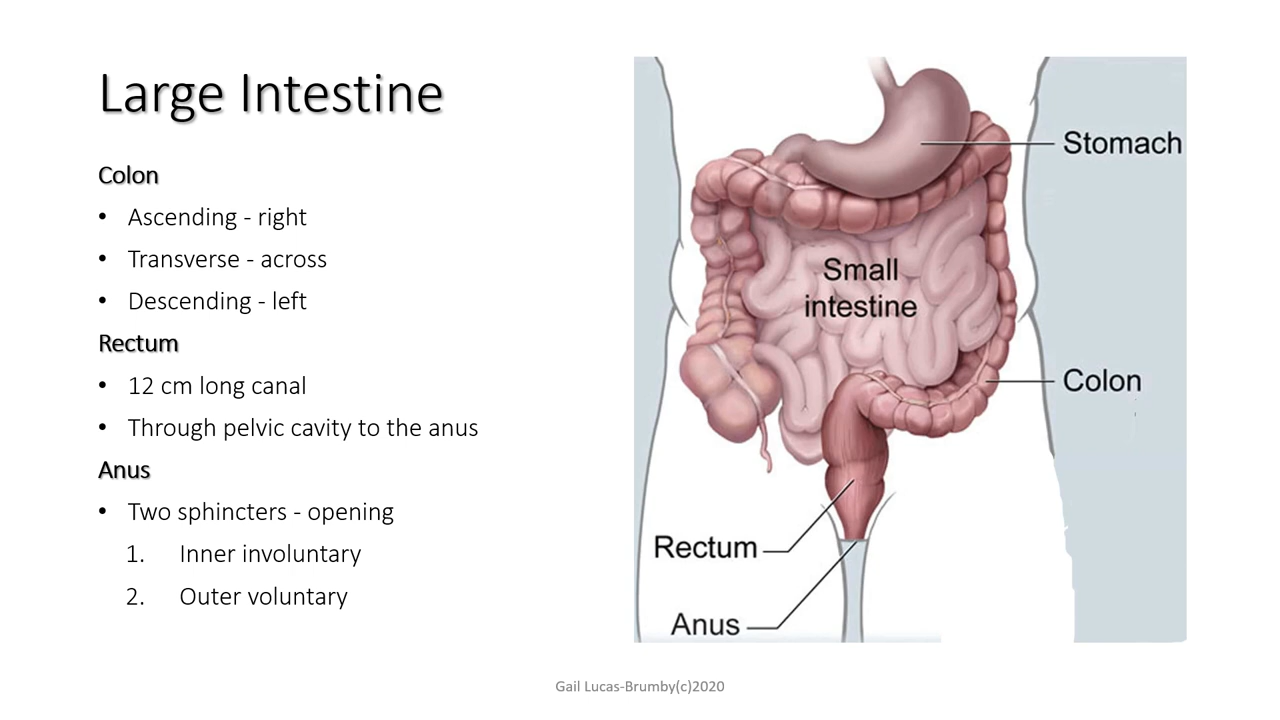 Large Intestine
Colon
• Ascending - right
• Transverse - across
• Descending - left
Rectum
• 12 cm long canal
• Through pelvic cavity to the anus
Anus
• Two sphincters - opening
1. Inner involuntary
2. Outer voluntary
Stomach
Small
intestine
Colon
Rectum
Anus
Gail Lucas-Brumby(c)2020